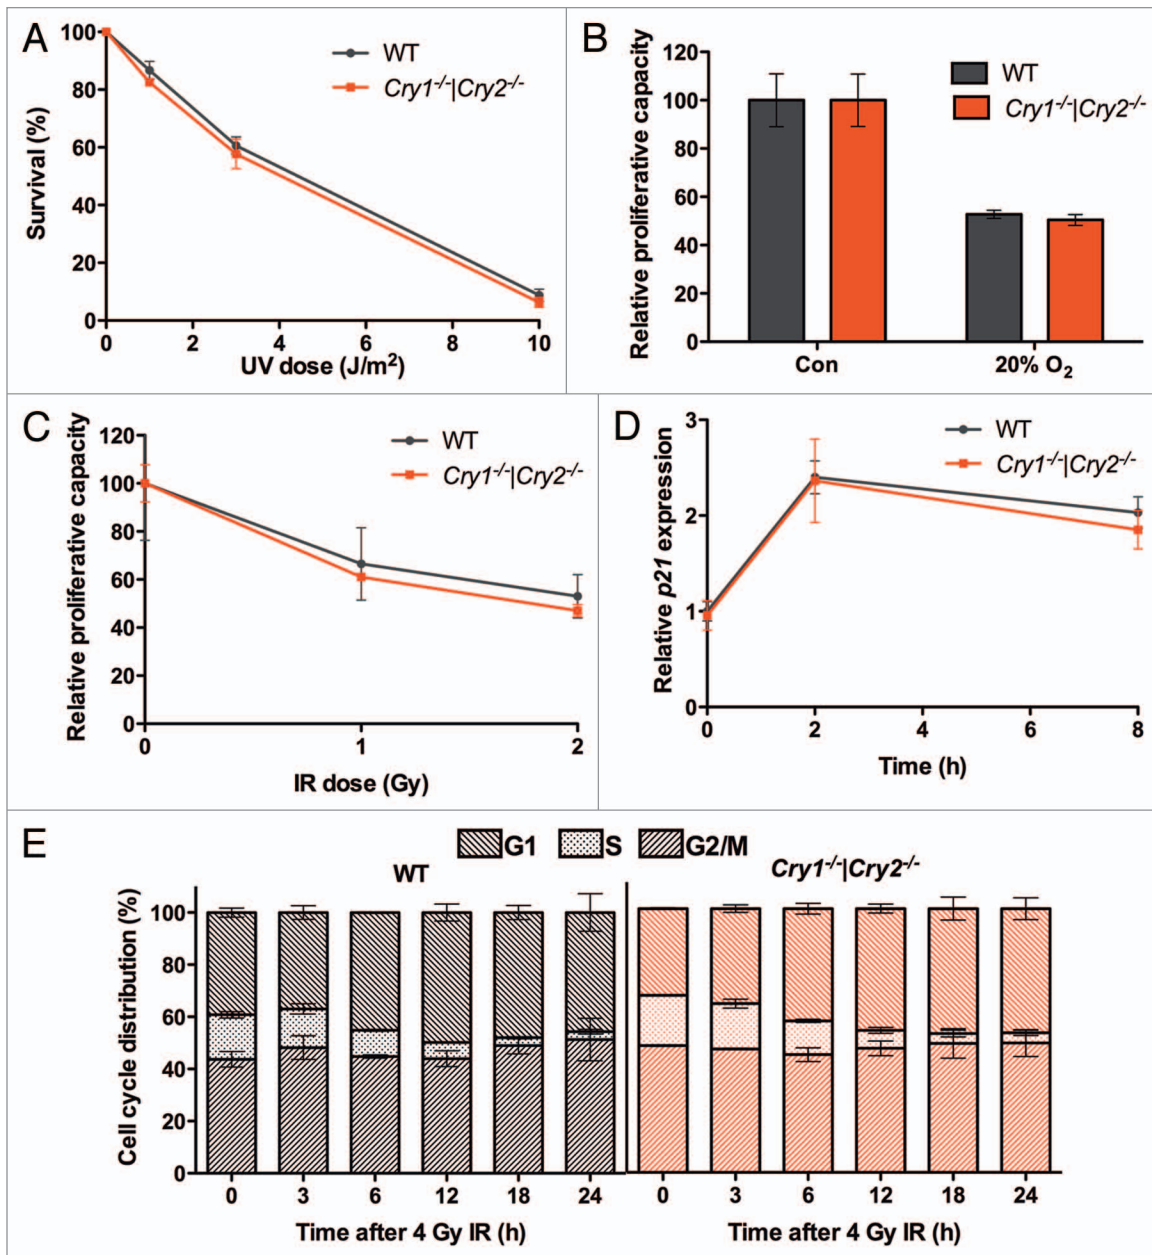 A
Survival (%)
100
80
60
40
20
0
0 2 4 6 8 10
UV dose (J/m²)
WT
Cry1⁻/⁻|Cry2⁻/⁻
B
Relative proliferative capacity
120
100
80
60
40
20
0
Con 20% O₂
WT
Cry1⁻/⁻|Cry2⁻/⁻
C
Relative proliferative capacity
120
100
80
60
40
20
0
0 1 2
IR dose (Gy)
WT
Cry1⁻/⁻|Cry2⁻/⁻
D
Relative p21 expression
3
2
1
0
0 2 4 6 8
Time (h)
WT
Cry1⁻/⁻|Cry2⁻/⁻
E
G1 S G2/M
WT
Cry1⁻/⁻|Cry2⁻/⁻
Cell cycle distribution (%)
100
80
60
40
20
0
0 3 6 12 18 24
0 3 6 12 18 24
Time after 4 Gy IR (h)
Time after 4 Gy IR (h)